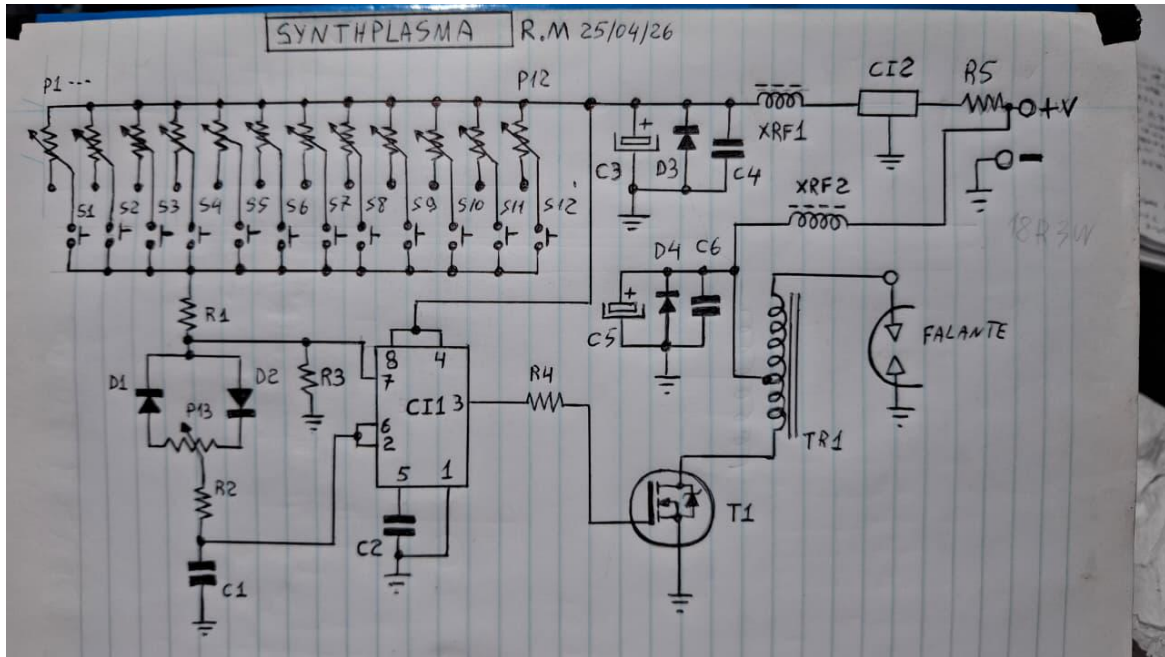 SYNTHPLASMA R.M 25/04/26
P1 --- P12
CI2 R5
+V
XRF1
C3 D3 C4
-
XRF2
S1 S2 S3 S4 S5 S6 S7 S8 S9 S10 S11 S12
D4 C6
+
+
C5
R1
FALANTE
D1 D2
P13
R3
8 4
7
CI1 3
6
2
5 1
R4
TR1
R2
T1
C2
C1